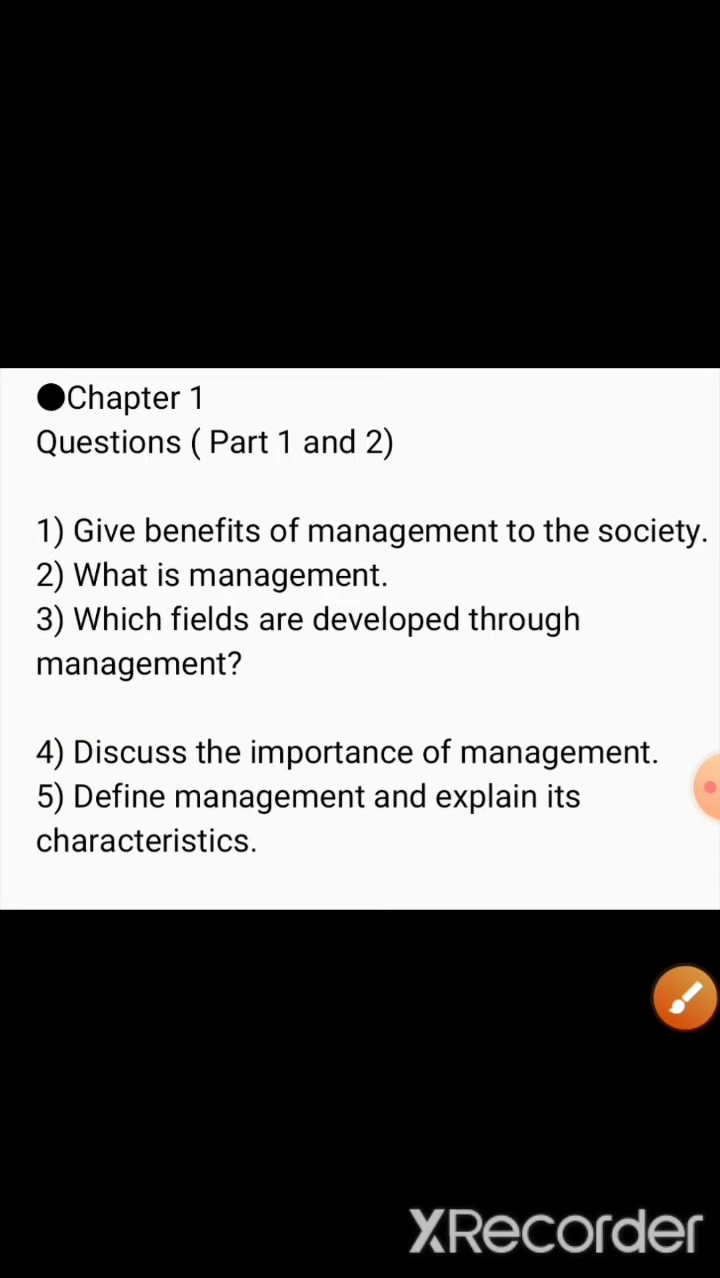 ●Chapter 1
Questions ( Part 1 and 2)
1) Give benefits of management to the society.
2) What is management.
3) Which fields are developed through
management?
4) Discuss the importance of management.
5) Define management and explain its
characteristics.
XRecorder